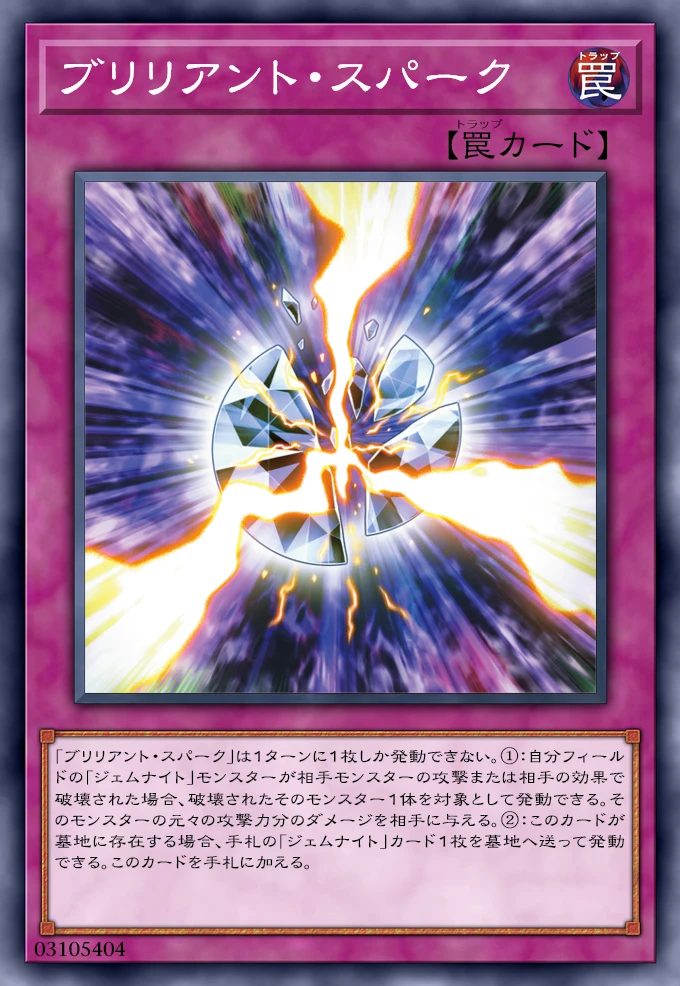 ブリリアント・スパーク
トラップ
罠
トラップ
【罠カード】
「ブリリアント・スパーク」は1ターンに1枚しか発動できない。①：自分フィール
ドの「ジェムナイト」モンスターが相手モンスターの攻撃または相手の効果で
破壊された場合、破壊されたそのモンスター1体を対象として発動できる。そ
のモンスターの元々の攻撃力分のダメージを相手に与える。②：このカードが
墓地に存在する場合、手札の「ジェムナイト」カード1枚を墓地へ送って発動
できる。このカードを手札に加える。
03105404